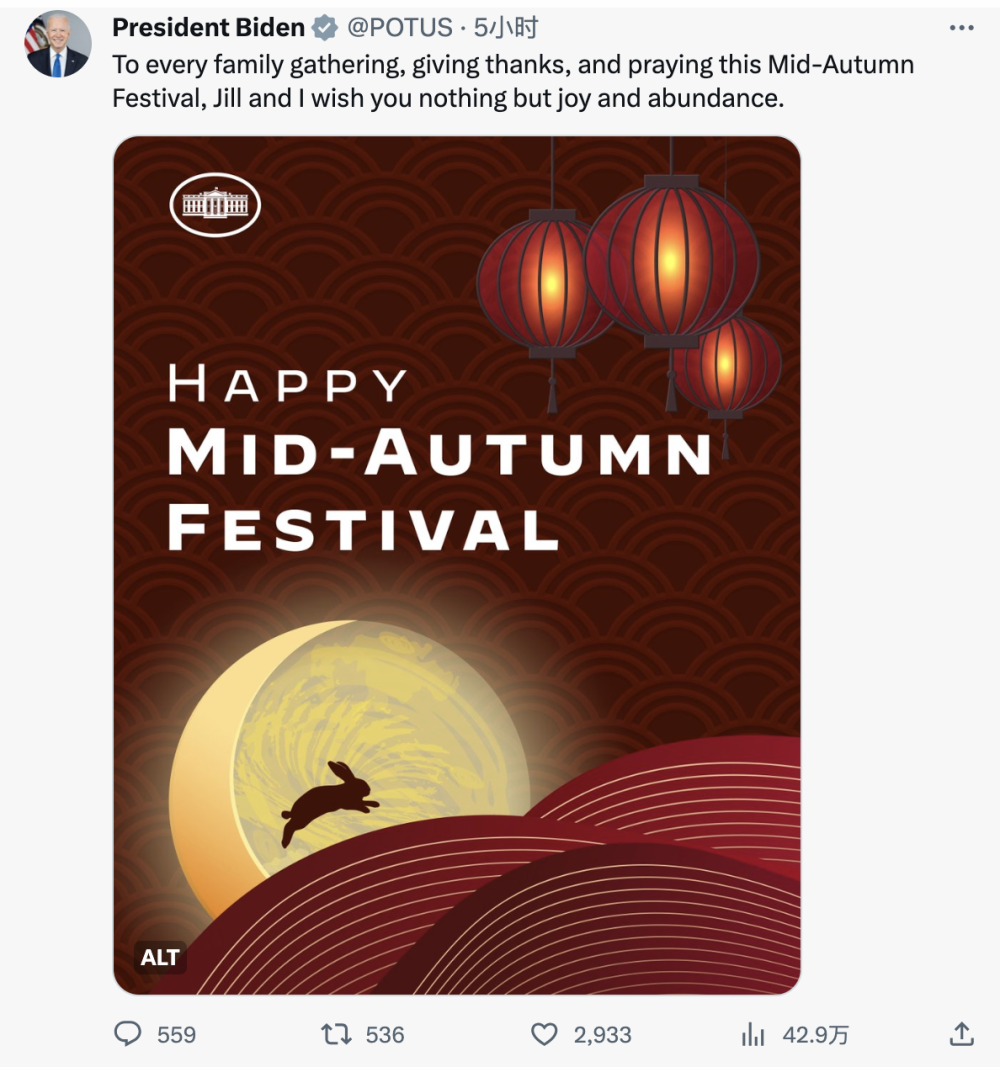 President Biden @POTUS · 5小时
To every family gathering, giving thanks, and praying this Mid-Autumn
Festival, Jill and I wish you nothing but joy and abundance.
HAPPY
MID-AUTUMN
FESTIVAL
ALT
559 536 2,933 42.9万